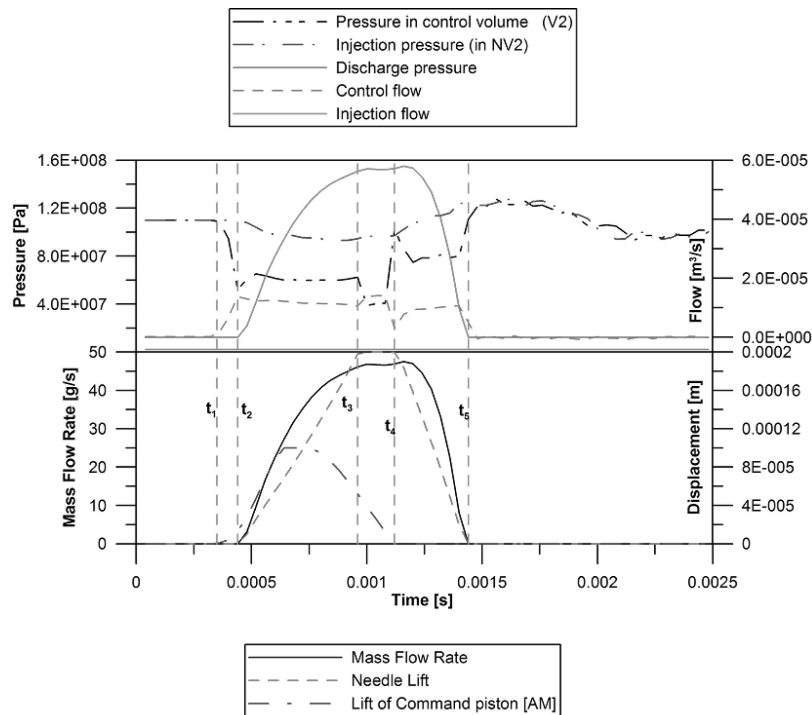 Pressure in control volume (V2)
Injection pressure (in NV2)
Discharge pressure
Control flow
Injection flow
1.6E+008
1.2E+008
8.0E+007
4.0E+007
Pressure [Pa]
6.0E-005
4.0E-005
2.0E-005
0.0E+000
Flow [m³/s]
50
40
30
20
10
0
Mass Flow Rate [g/s]
t₁
t₂
t₃
t₄
t₅
0.0002
0.00016
0.00012
8E-005
4E-005
0
Displacement [m]
0
0.0005
0.001
0.0015
0.002
0.0025
Time [s]
Mass Flow Rate
Needle Lift
Lift of Command piston [AM]